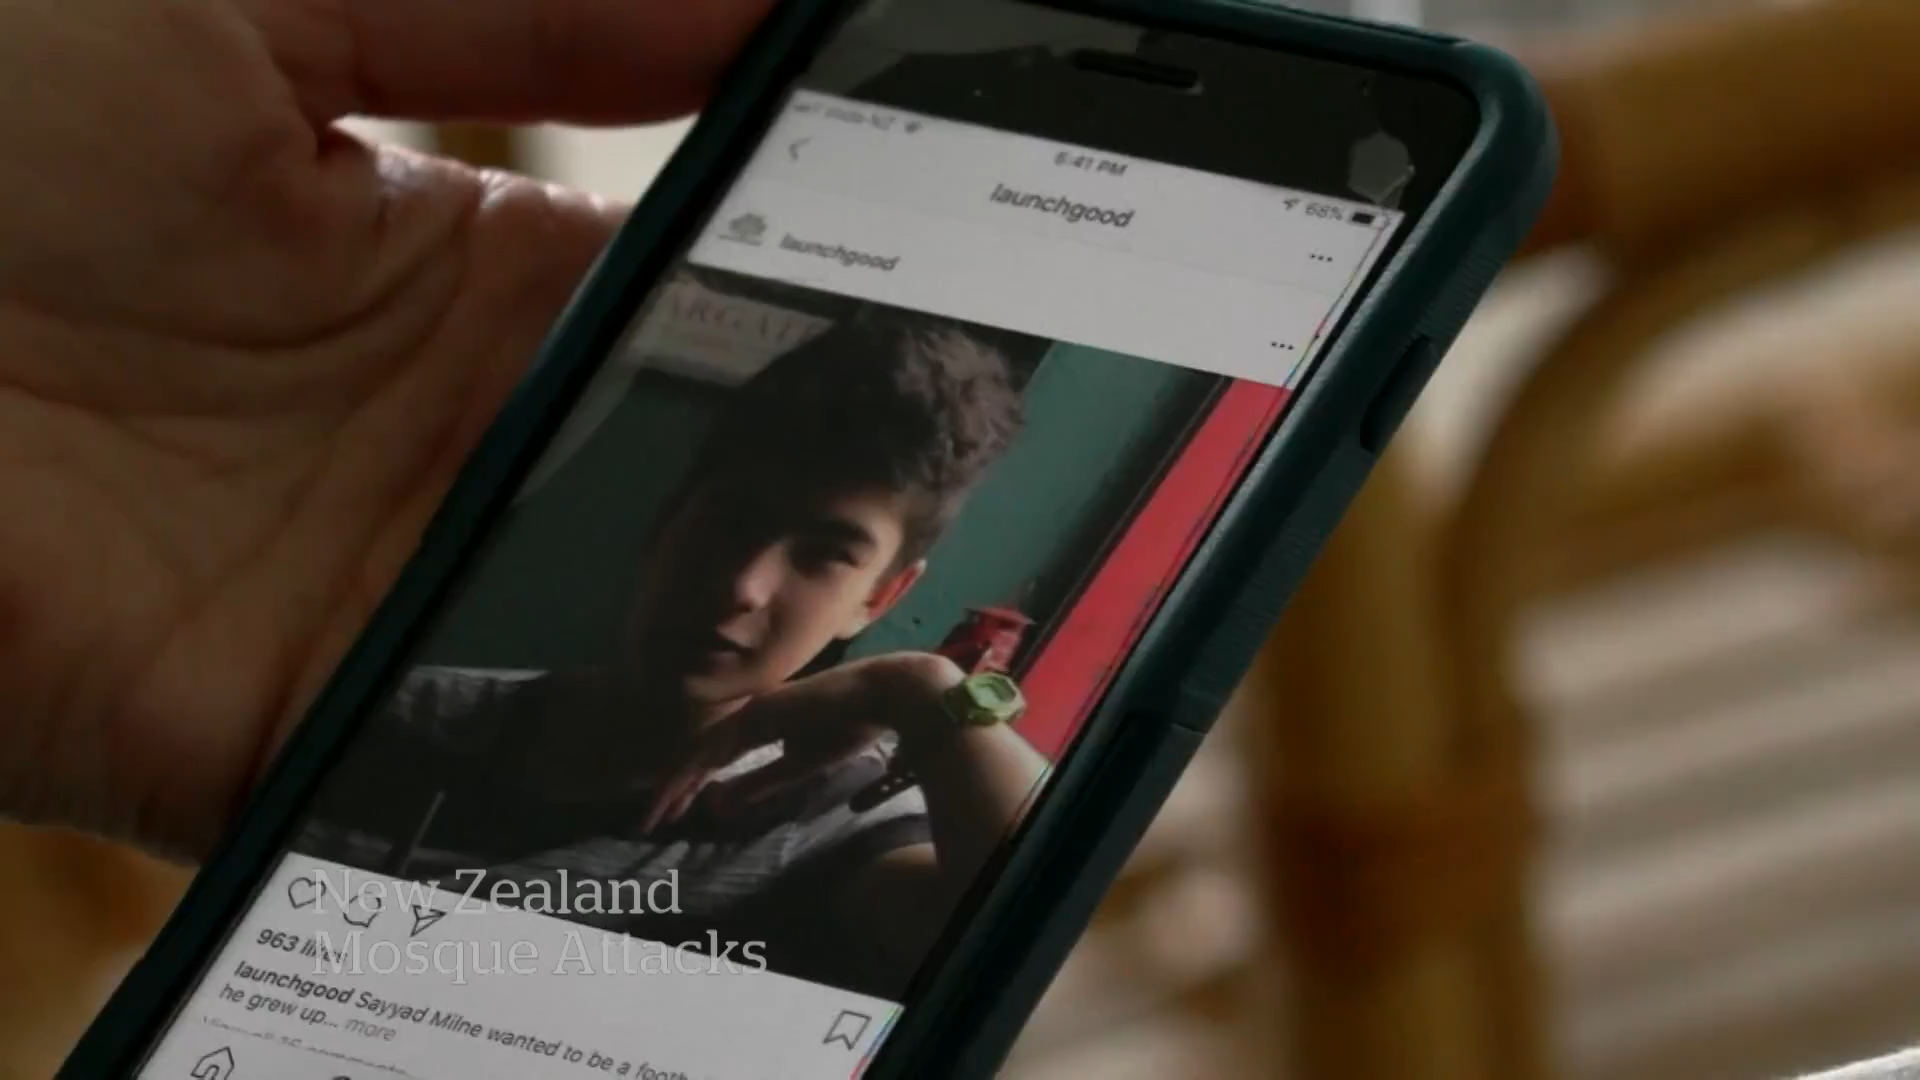 5:41 PM
68%
launchgood
launchgood
963 likes
launchgood Sayyad Milne wanted to be a footb
he grew up... more
New Zealand
Mosque Attacks